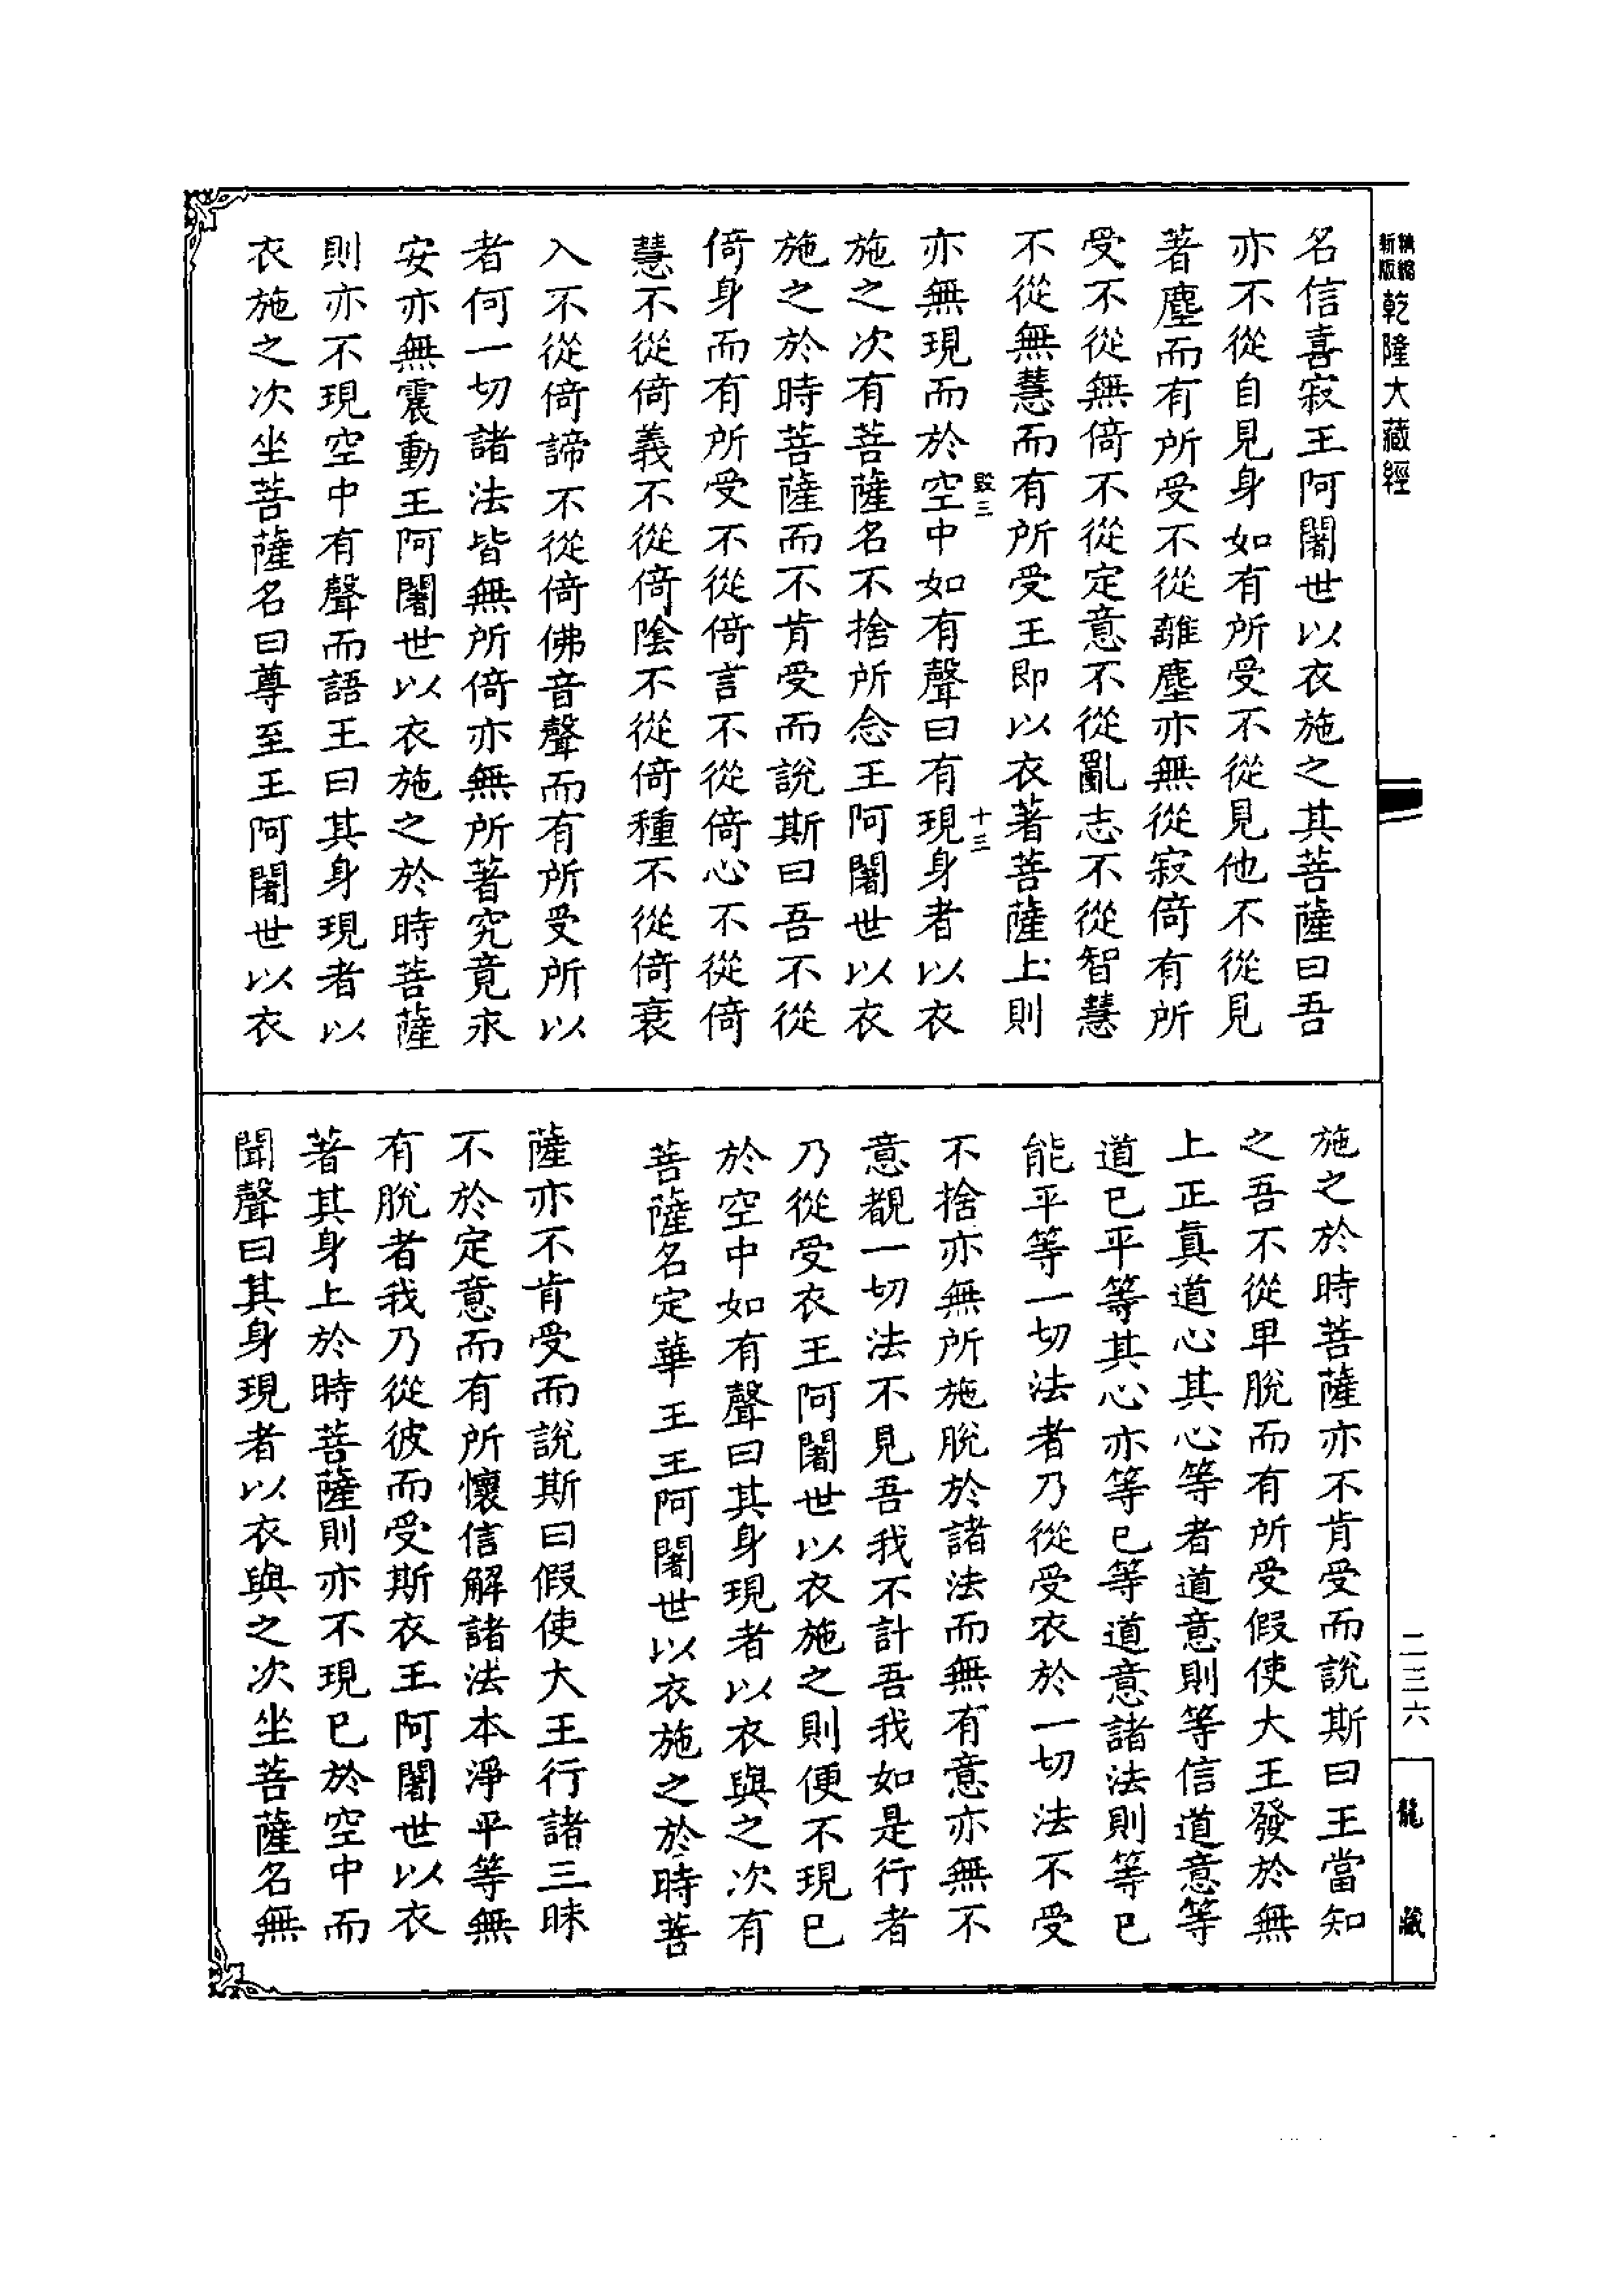 精縮
新版
乾隆大藏經
名信喜寂王阿闍世以衣施之其菩薩曰吾
亦不從自見身如有所受不從見他不從見
著塵而有所受不從離塵亦無從寂倚有所
受不從無倚不從定意不從亂志不從智慧
不從無慧而有所受王即以衣著菩薩上則
毀三
十三
亦無現而於空中如有聲曰有現身者以衣
施之次有菩薩名不捨所念王阿闍世以衣
施之於時菩薩而不肯受而說斯曰吾不從
倚身而有所受不從倚言不從倚心不從倚
慧不從倚義不從倚陰不從倚種不從倚衰
入不從倚諦不從倚佛音聲而有所受所以
者何一切諸法皆無所倚亦無所著究竟永
安亦無震動王阿闍世以衣施之於時菩薩
則亦不現空中有聲而語王曰其身現者以
衣施之次坐菩薩名曰尊至王阿闍世以衣
施之於時菩薩亦不肯受而說斯曰王當知
之吾不從卑脫而有所受假使大王發於無
上正真道心其心等者道意則等信道意等
道已平等其心亦等等已等道意諸法則等已
能平等一切法者乃從受衣於一切法不受
不捨亦無所施脫於諸法而無有意亦無不
意覩一切法不見吾我不計吾我如是行者
乃從受衣王阿闍世以衣施之則便不現已
於空中如有聲曰其身現者以衣與之次有
菩薩名定華王王阿闍世以衣施之於時菩
薩亦不肯受而說斯曰假使大王行諸三昧
不於定意而有所懷信解諸法本淨平等無
有脫者我乃從彼而受斯衣王阿闍世以衣
著其身上於時菩薩則亦不現已於空中而
聞聲曰其身現者以衣與之次坐菩薩名無
二三六
龍藏